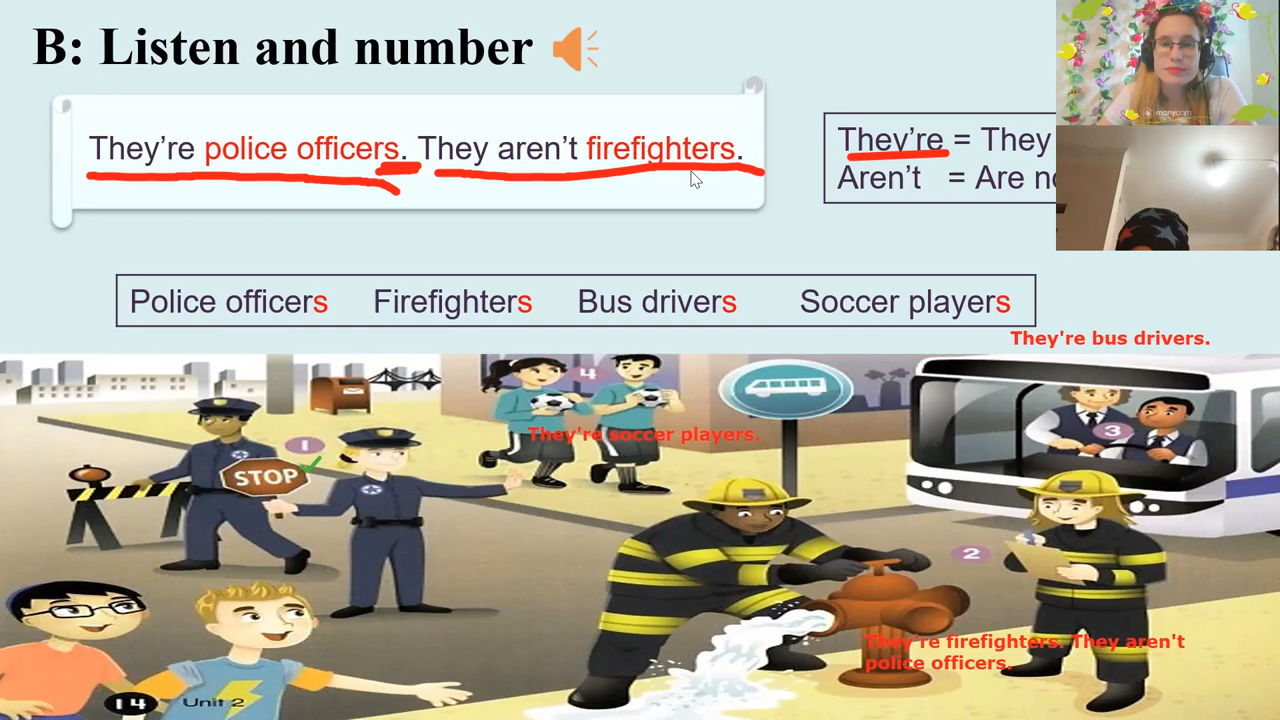 B: Listen and number
They're police officers. They aren't firefighters.
They're = They
Aren't = Are no
Police officers Firefighters Bus drivers Soccer players
They're bus drivers.
4
They're soccer players.
3
1
STOP
2
They're firefighters. They aren't
police officers.
14 Unit 2
manycam